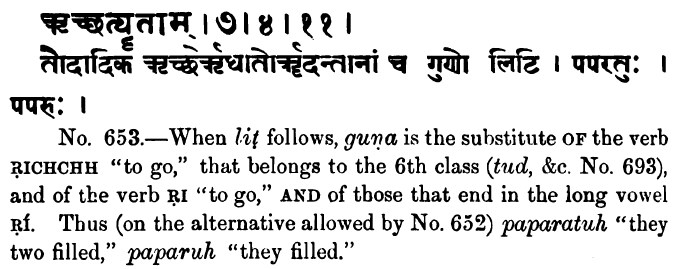 ऋच्छत्यॄताम् । ७ । ४ । ११ ।
तौदादिक ऋच्छेर्ऋधातोर्ॠदन्तानां च गुणो लिटि । पपरतुः ।
पपरुः ।
No. 653.—When liṭ follows, guṇa is the substitute OF the verb
ṚICHCHH “to go,” that belongs to the 6th class (tud, &c. No. 693),
and of the verb ṚI “to go,” AND of those that end in the long vowel
ṚÍ. Thus (on the alternative allowed by No. 652) paparatuh “they
two filled,” paparuh “they filled.”